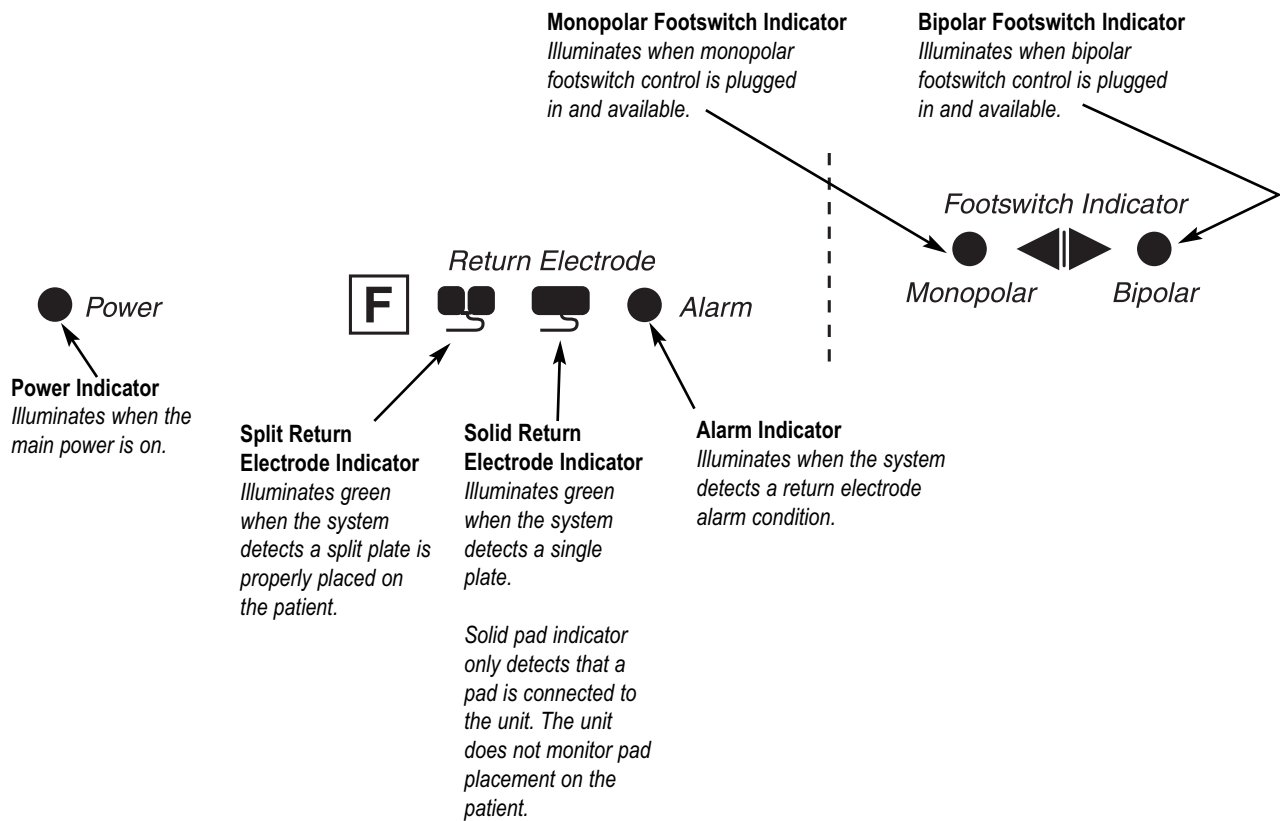 Monopolar Footswitch Indicator
Illuminates when monopolar
footswitch control is plugged
in and available.
Bipolar Footswitch Indicator
Illuminates when bipolar
footswitch control is plugged
in and available.
Footswitch Indicator
Monopolar
Bipolar
Return Electrode
Power
F
Alarm
Power Indicator
Illuminates when the
main power is on.
Split Return
Electrode Indicator
Illuminates green
when the system
detects a split plate is
properly placed on
the patient.
Solid Return
Electrode Indicator
Illuminates green
when the system
detects a single
plate.
Solid pad indicator
only detects that a
pad is connected to
the unit. The unit
does not monitor pad
placement on the
patient.
Alarm Indicator
Illuminates when the system
detects a return electrode
alarm condition.